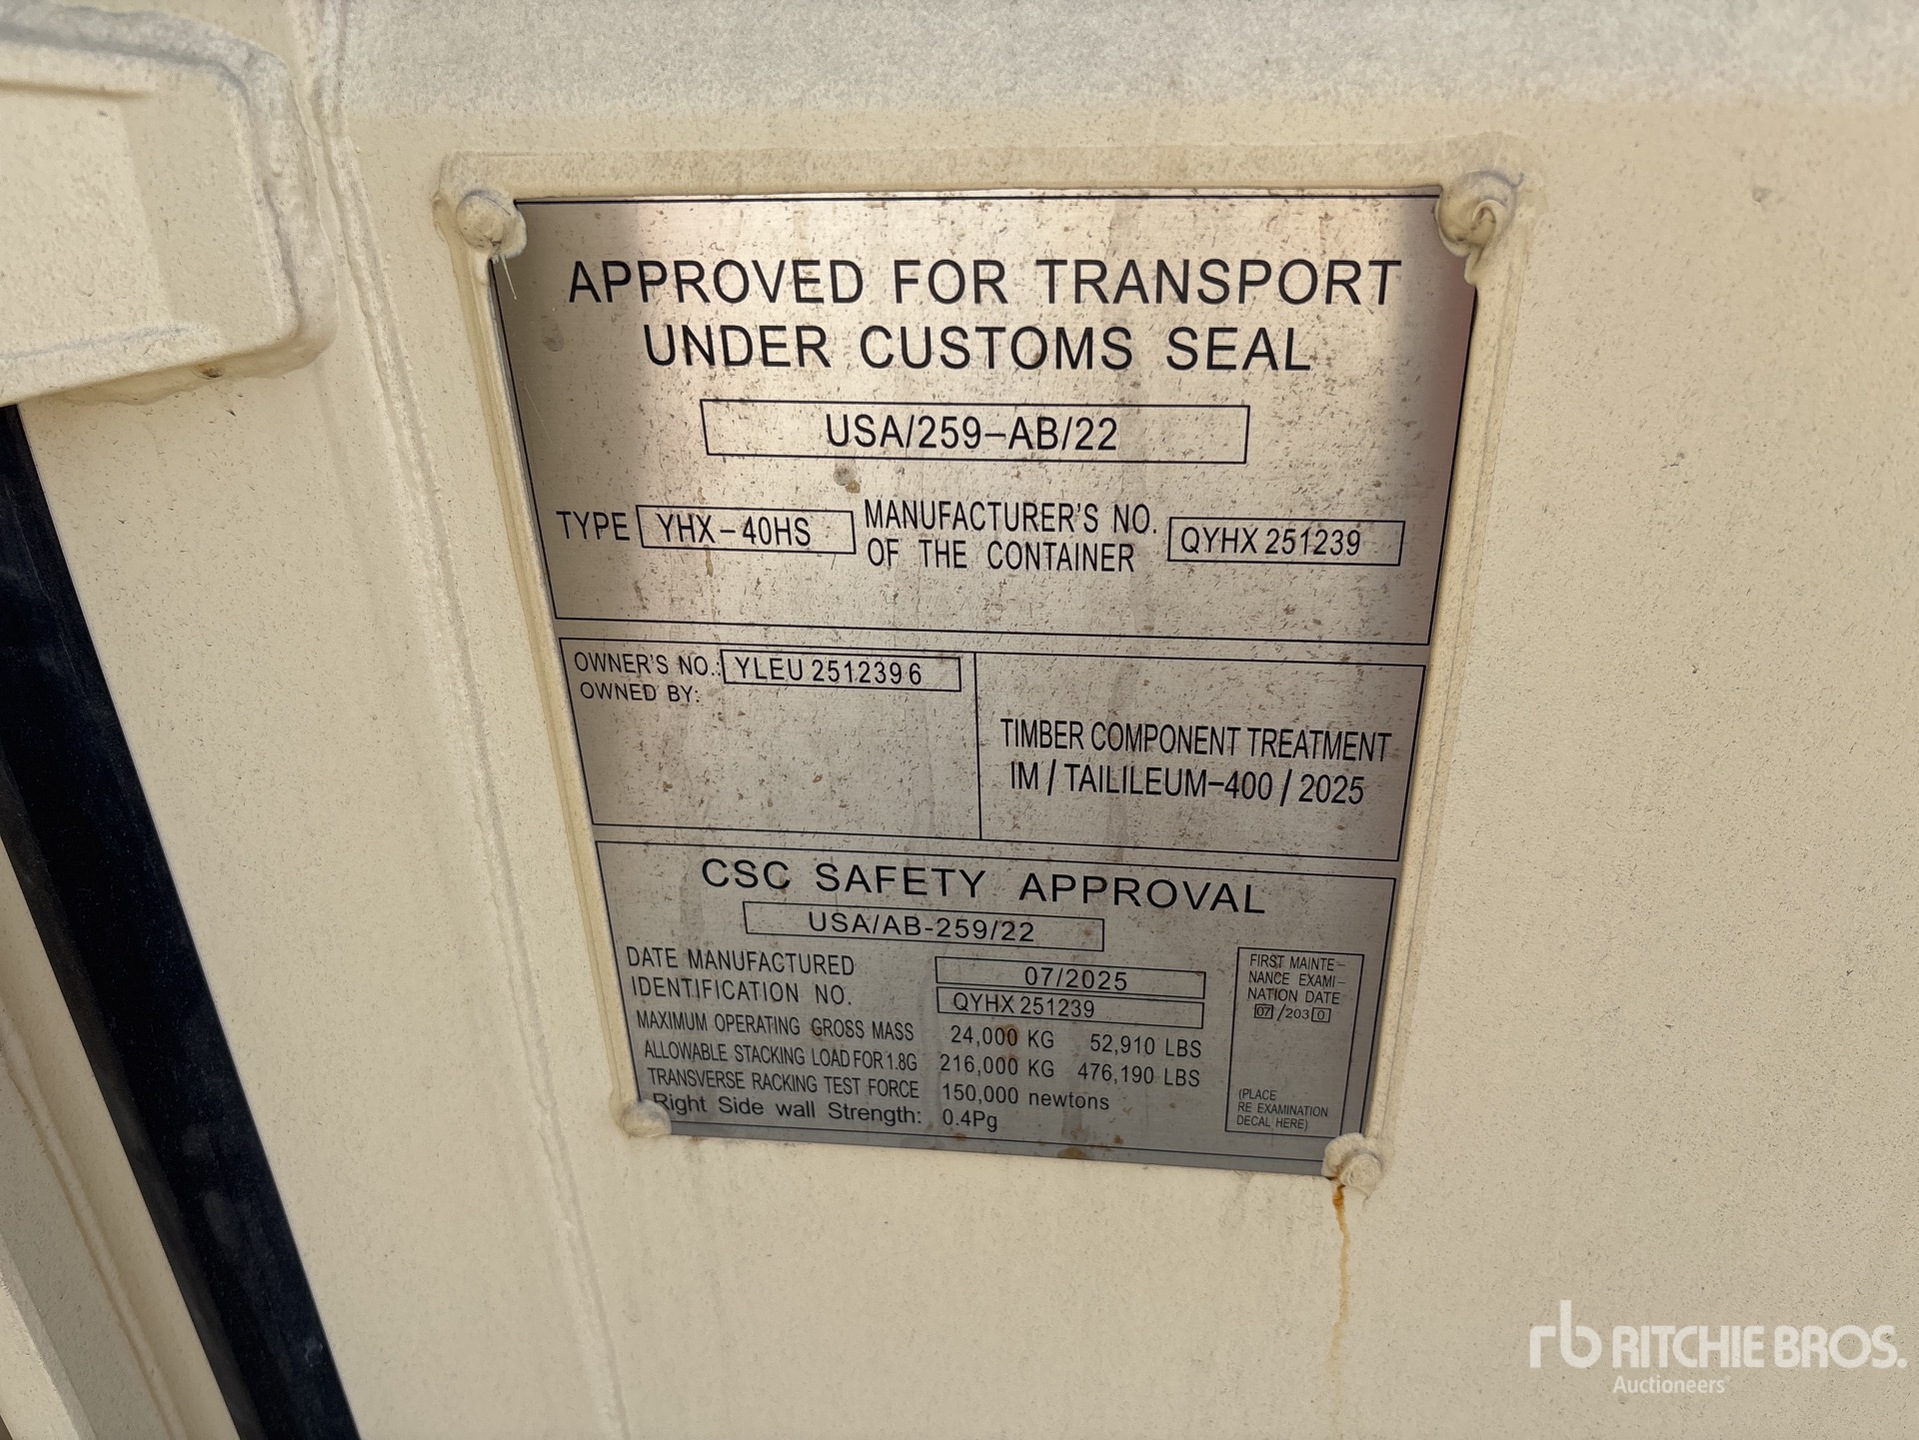 APPROVED FOR TRANSPORT
UNDER CUSTOMS SEAL
USA/259-AB/22
TYPE YHX-40HS MANUFACTURER'S NO. OF THE CONTAINER QYHX 251239
OWNER'S NO.: YLEU 251239 6
OWNED BY:
TIMBER COMPONENT TREATMENT
IM / TAILILEUM-400 / 2025
CSC SAFETY APPROVAL
USA/AB-259/22
DATE MANUFACTURED 07/2025
IDENTIFICATION NO. QYHX 251239
MAXIMUM OPERATING GROSS MASS 24,000 KG 52,910 LBS
ALLOWABLE STACKING LOAD FOR 1.8G 216,000 KG 476,190 LBS
TRANSVERSE RACKING TEST FORCE 150,000 newtons
Right Side wall Strength: 0.4Pg
FIRST MAINTE-
NANCE EXAMI-
NATION DATE
07/2030
(PLACE
RE EXAMINATION
DECAL HERE)
rb RITCHIE BROS.
Auctioneers